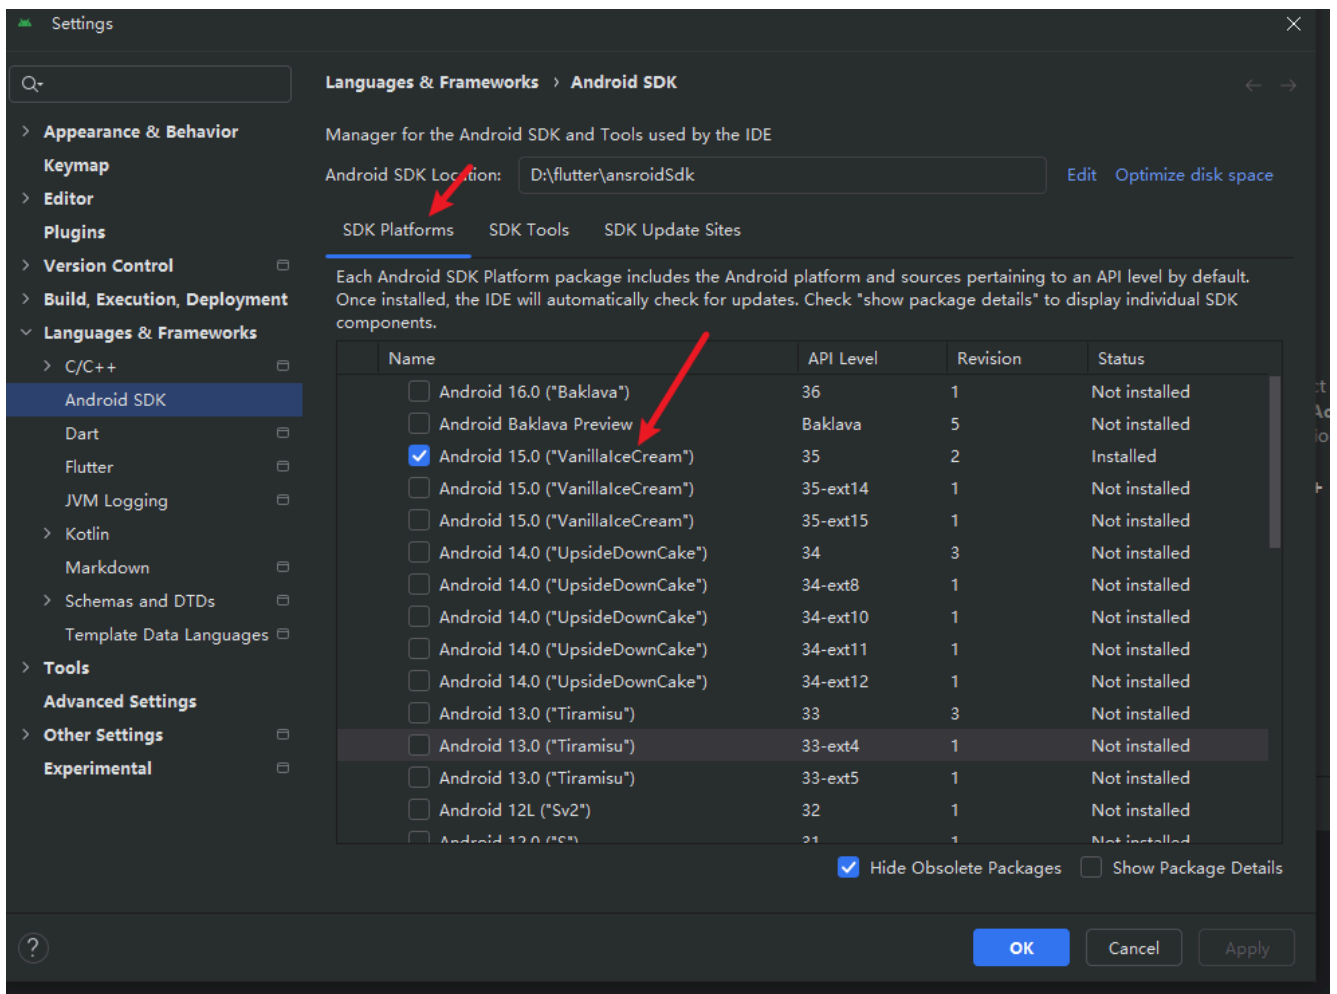 Settings
Languages & Frameworks › Android SDK
Appearance & Behavior
Keymap
Editor
Plugins
Version Control
Build, Execution, Deployment
Languages & Frameworks
C/C++
Android SDK
Dart
Flutter
JVM Logging
Kotlin
Markdown
Schemas and DTDs
Template Data Languages
Tools
Advanced Settings
Other Settings
Experimental
Manager for the Android SDK and Tools used by the IDE
Android SDK Location: D:\flutter\ansroidSdk Edit Optimize disk space
SDK Platforms SDK Tools SDK Update Sites
Each Android SDK Platform package includes the Android platform and sources pertaining to an API level by default.
Once installed, the IDE will automatically check for updates. Check "show package details" to display individual SDK
components.
Name API Level Revision Status
Android 16.0 ("Baklava") 36 1 Not installed
Android Baklava Preview Baklava 5 Not installed
Android 15.0 ("VanillaIceCream") 35 2 Installed
Android 15.0 ("VanillaIceCream") 35-ext14 1 Not installed
Android 15.0 ("VanillaIceCream") 35-ext15 1 Not installed
Android 14.0 ("UpsideDownCake") 34 3 Not installed
Android 14.0 ("UpsideDownCake") 34-ext8 1 Not installed
Android 14.0 ("UpsideDownCake") 34-ext10 1 Not installed
Android 14.0 ("UpsideDownCake") 34-ext11 1 Not installed
Android 14.0 ("UpsideDownCake") 34-ext12 1 Not installed
Android 13.0 ("Tiramisu") 33 3 Not installed
Android 13.0 ("Tiramisu") 33-ext4 1 Not installed
Android 13.0 ("Tiramisu") 33-ext5 1 Not installed
Android 12L ("Sv2") 32 1 Not installed
Android 12.0 ("S") 31 1 Not installed
Hide Obsolete Packages Show Package Details
? OK Cancel Apply